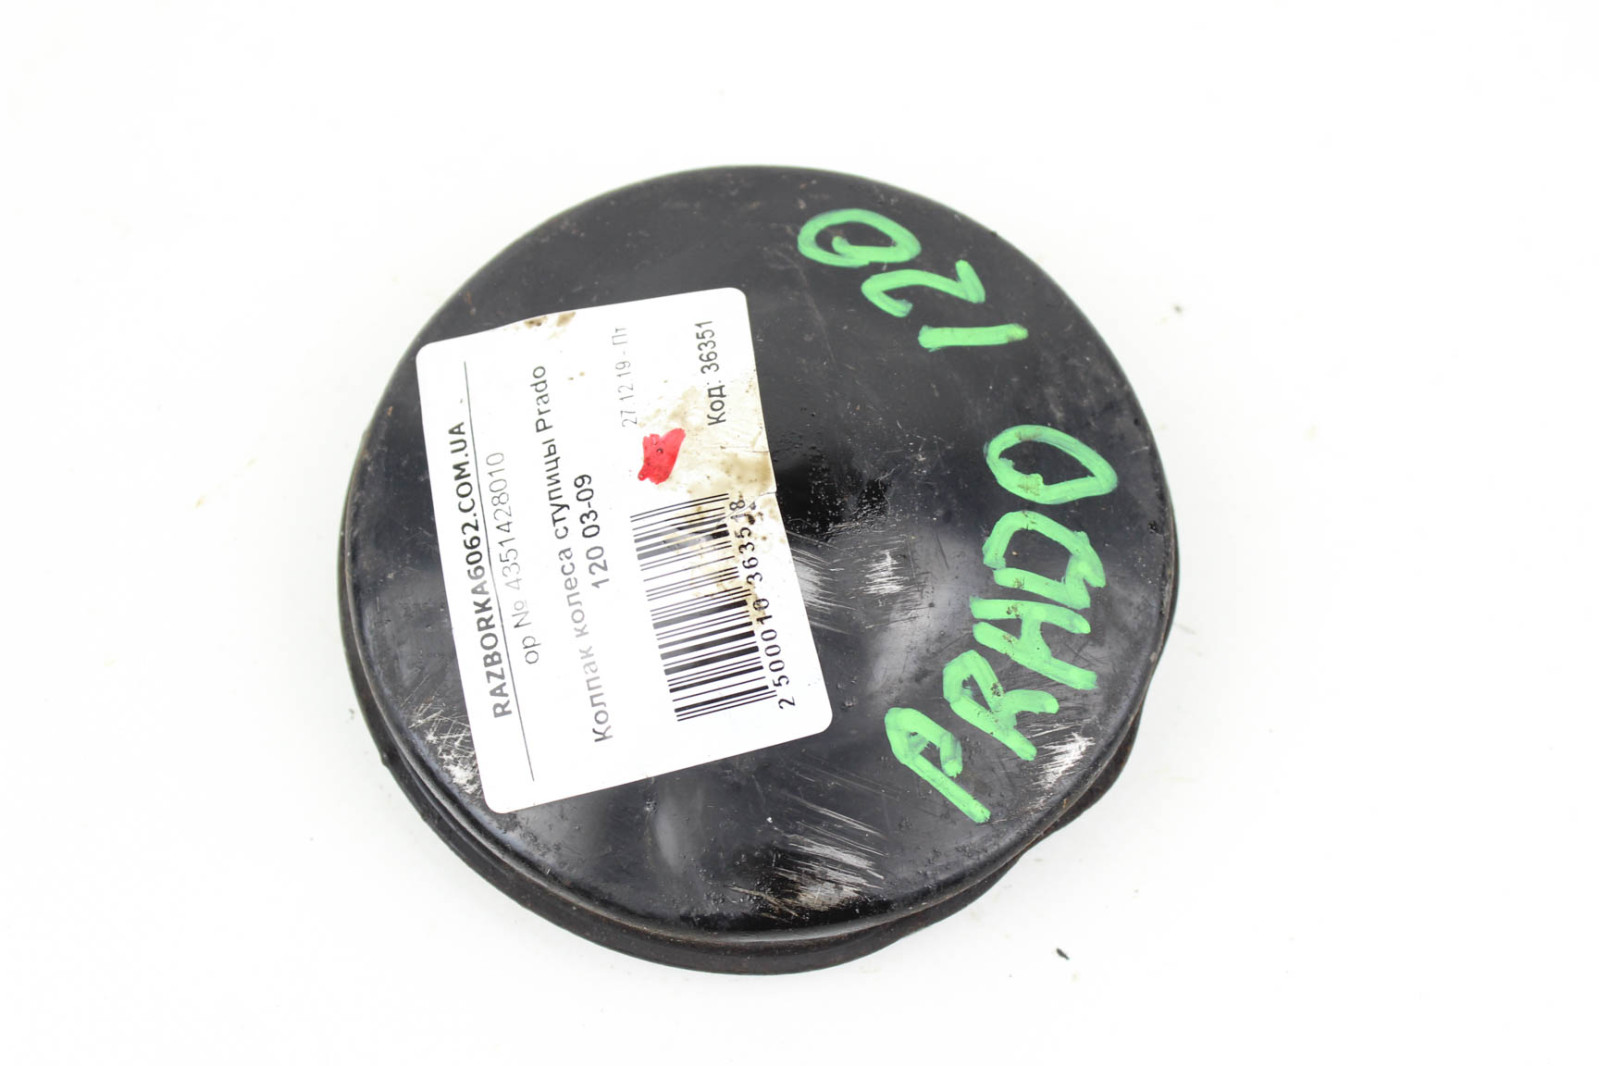 RAZBORKA6062.COM.UA
ор № 4351428010
Колпак колеса ступицы Prado
120 03-09
27.12.19 - Пт
Код: 36351
2 500010 363518
PRADO 120